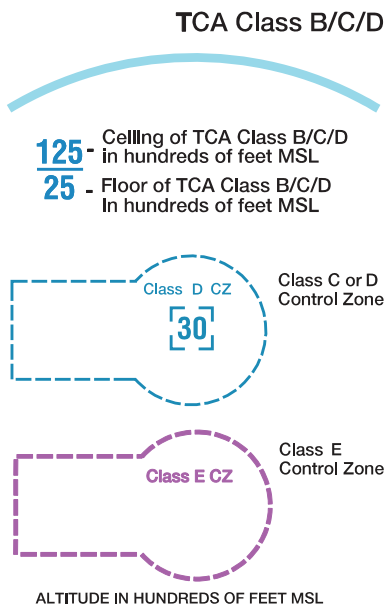 TCA Class B/C/D
125 - Ceiling of TCA Class B/C/D
in hundreds of feet MSL
25 - Floor of TCA Class B/C/D
In hundreds of feet MSL
Class D CZ
[30]
Class C or D
Control Zone
Class E CZ
Class E
Control Zone
ALTITUDE IN HUNDREDS OF FEET MSL